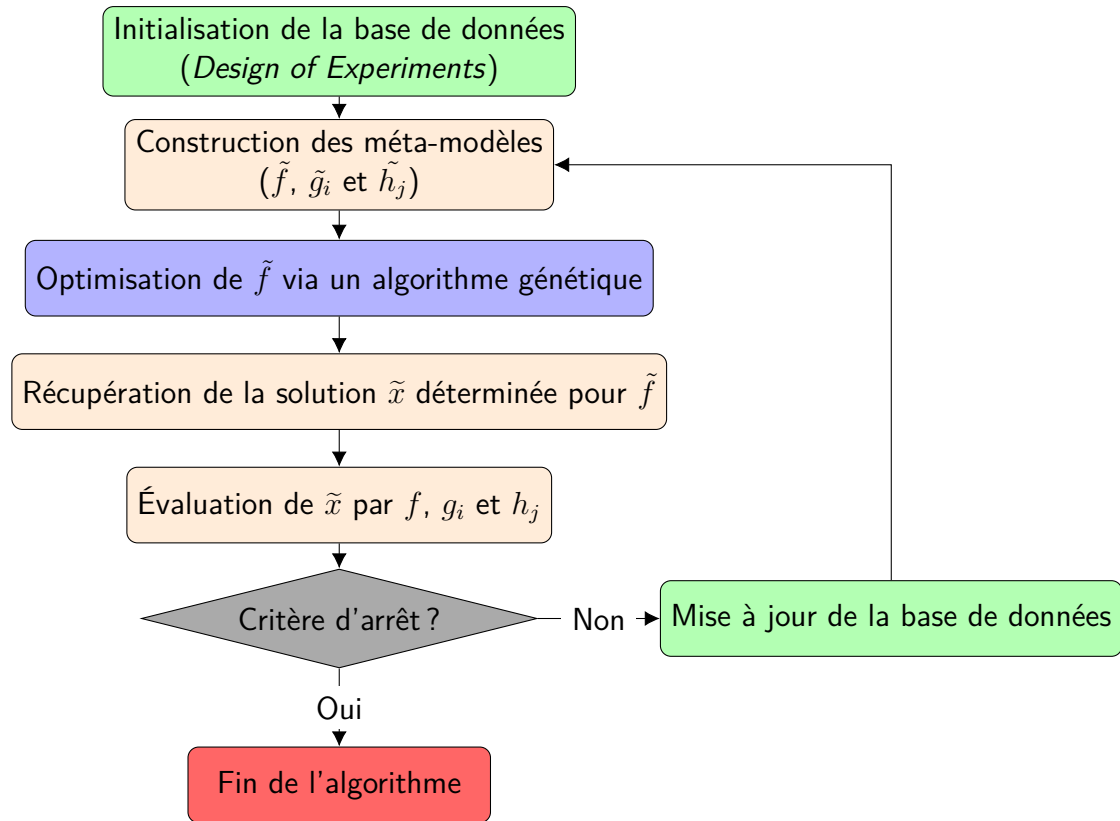 Initialisation de la base de données
(Design of Experiments)
Construction des méta-modèles
(f̃, g̃ᵢ et h̃ⱼ)
Optimisation de f̃ via un algorithme génétique
Récupération de la solution x̃ déterminée pour f̃
Évaluation de x̃ par f, gᵢ et hⱼ
Critère d'arrêt ?
Non
Mise à jour de la base de données
Oui
Fin de l'algorithme